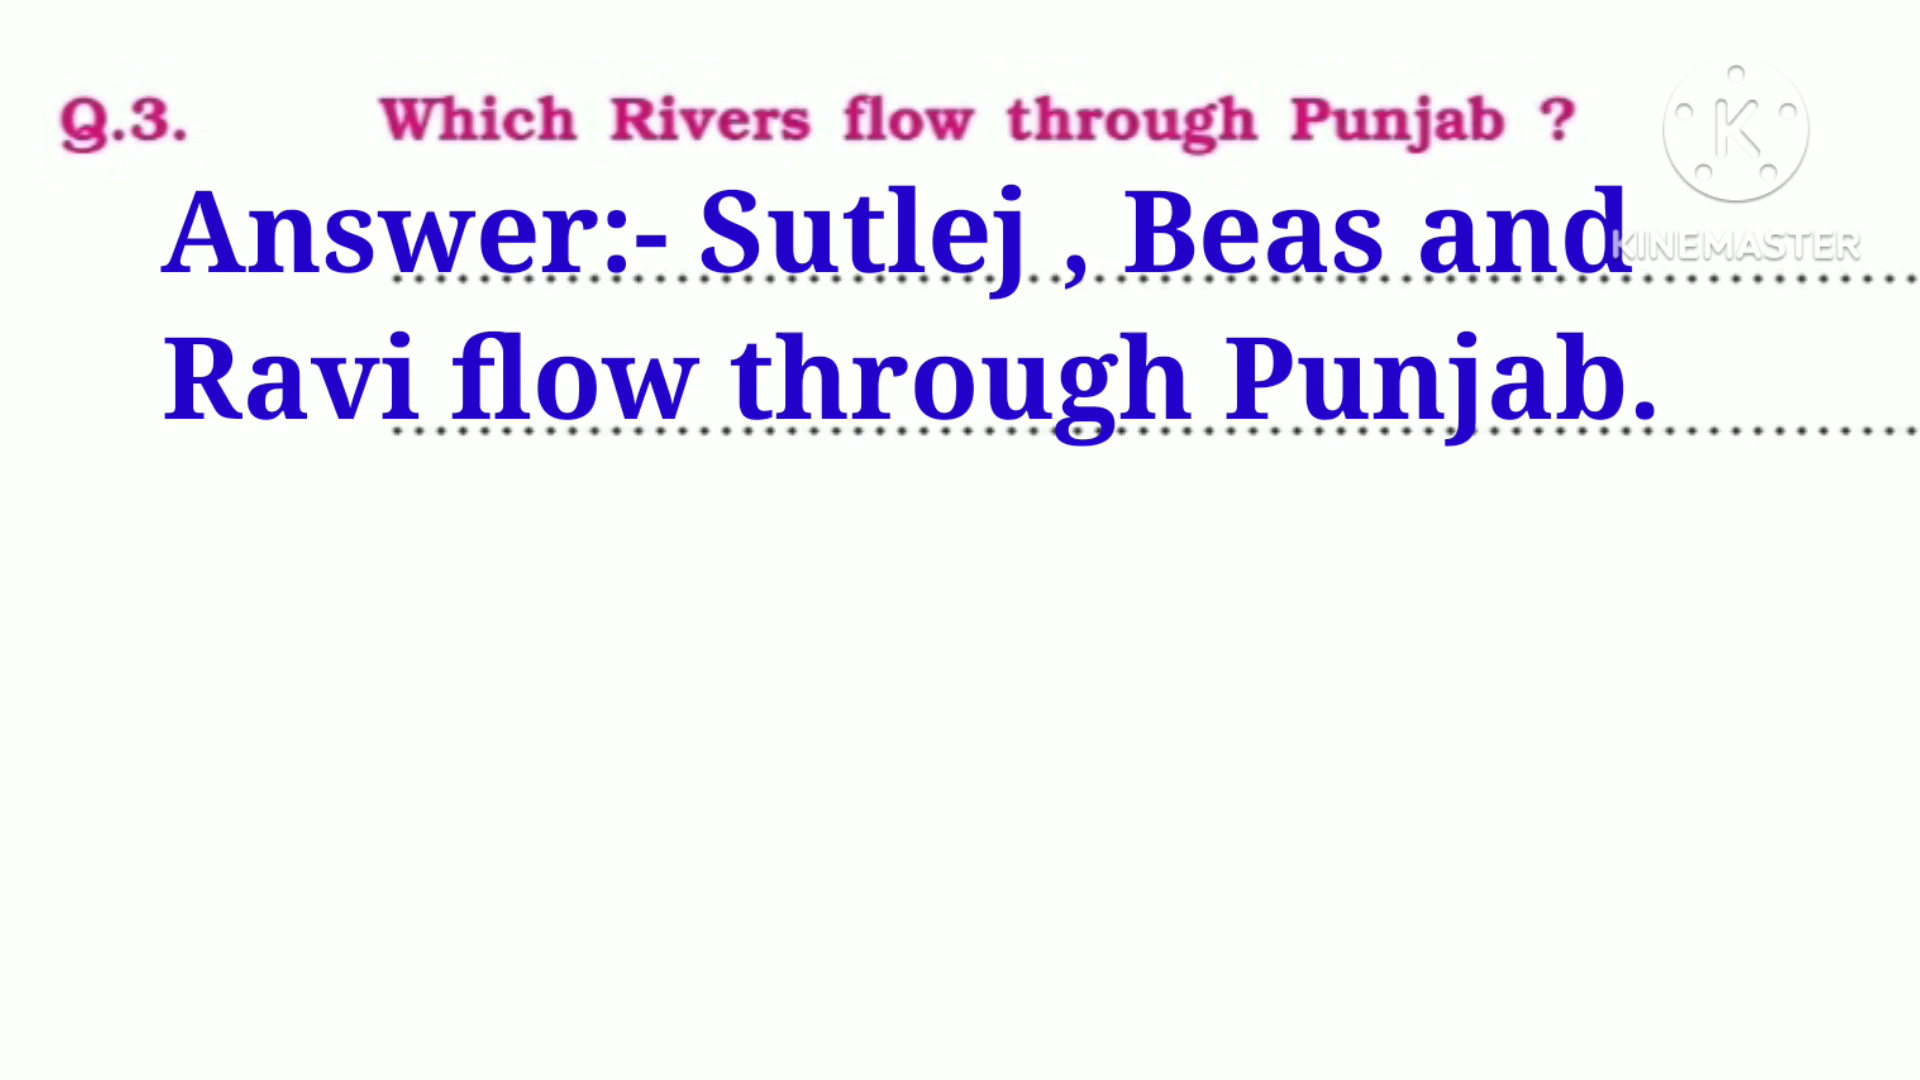 Q.3. Which Rivers flow through Punjab ?
Answer:- Sutlej , Beas and
Ravi flow through Punjab.
K
KINEMASTER